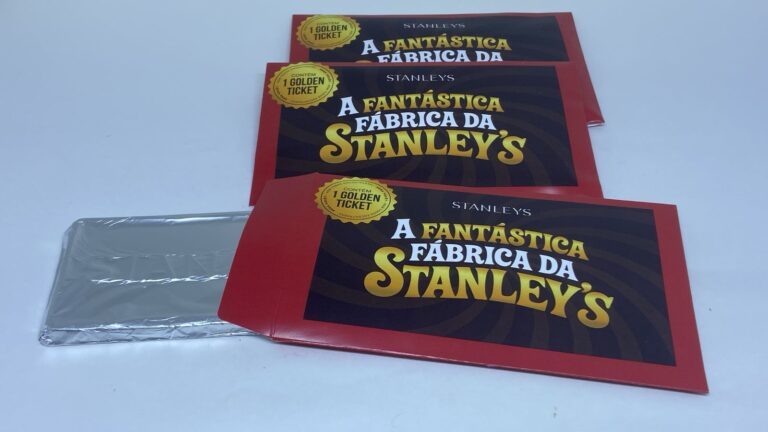 CONTÉM
1 GOLDEN
TICKET
STANLEYS
A FANTÁSTICA
FÁBRICA DA
CONTÉM
1 GOLDEN
TICKET
STANLEYS
A FANTÁSTICA
FÁBRICA DA
STANLEY'S
CONTÉM
1 GOLDEN
TICKET
STANLEYS
A FANTÁSTICA
FÁBRICA DA
STANLEY'S